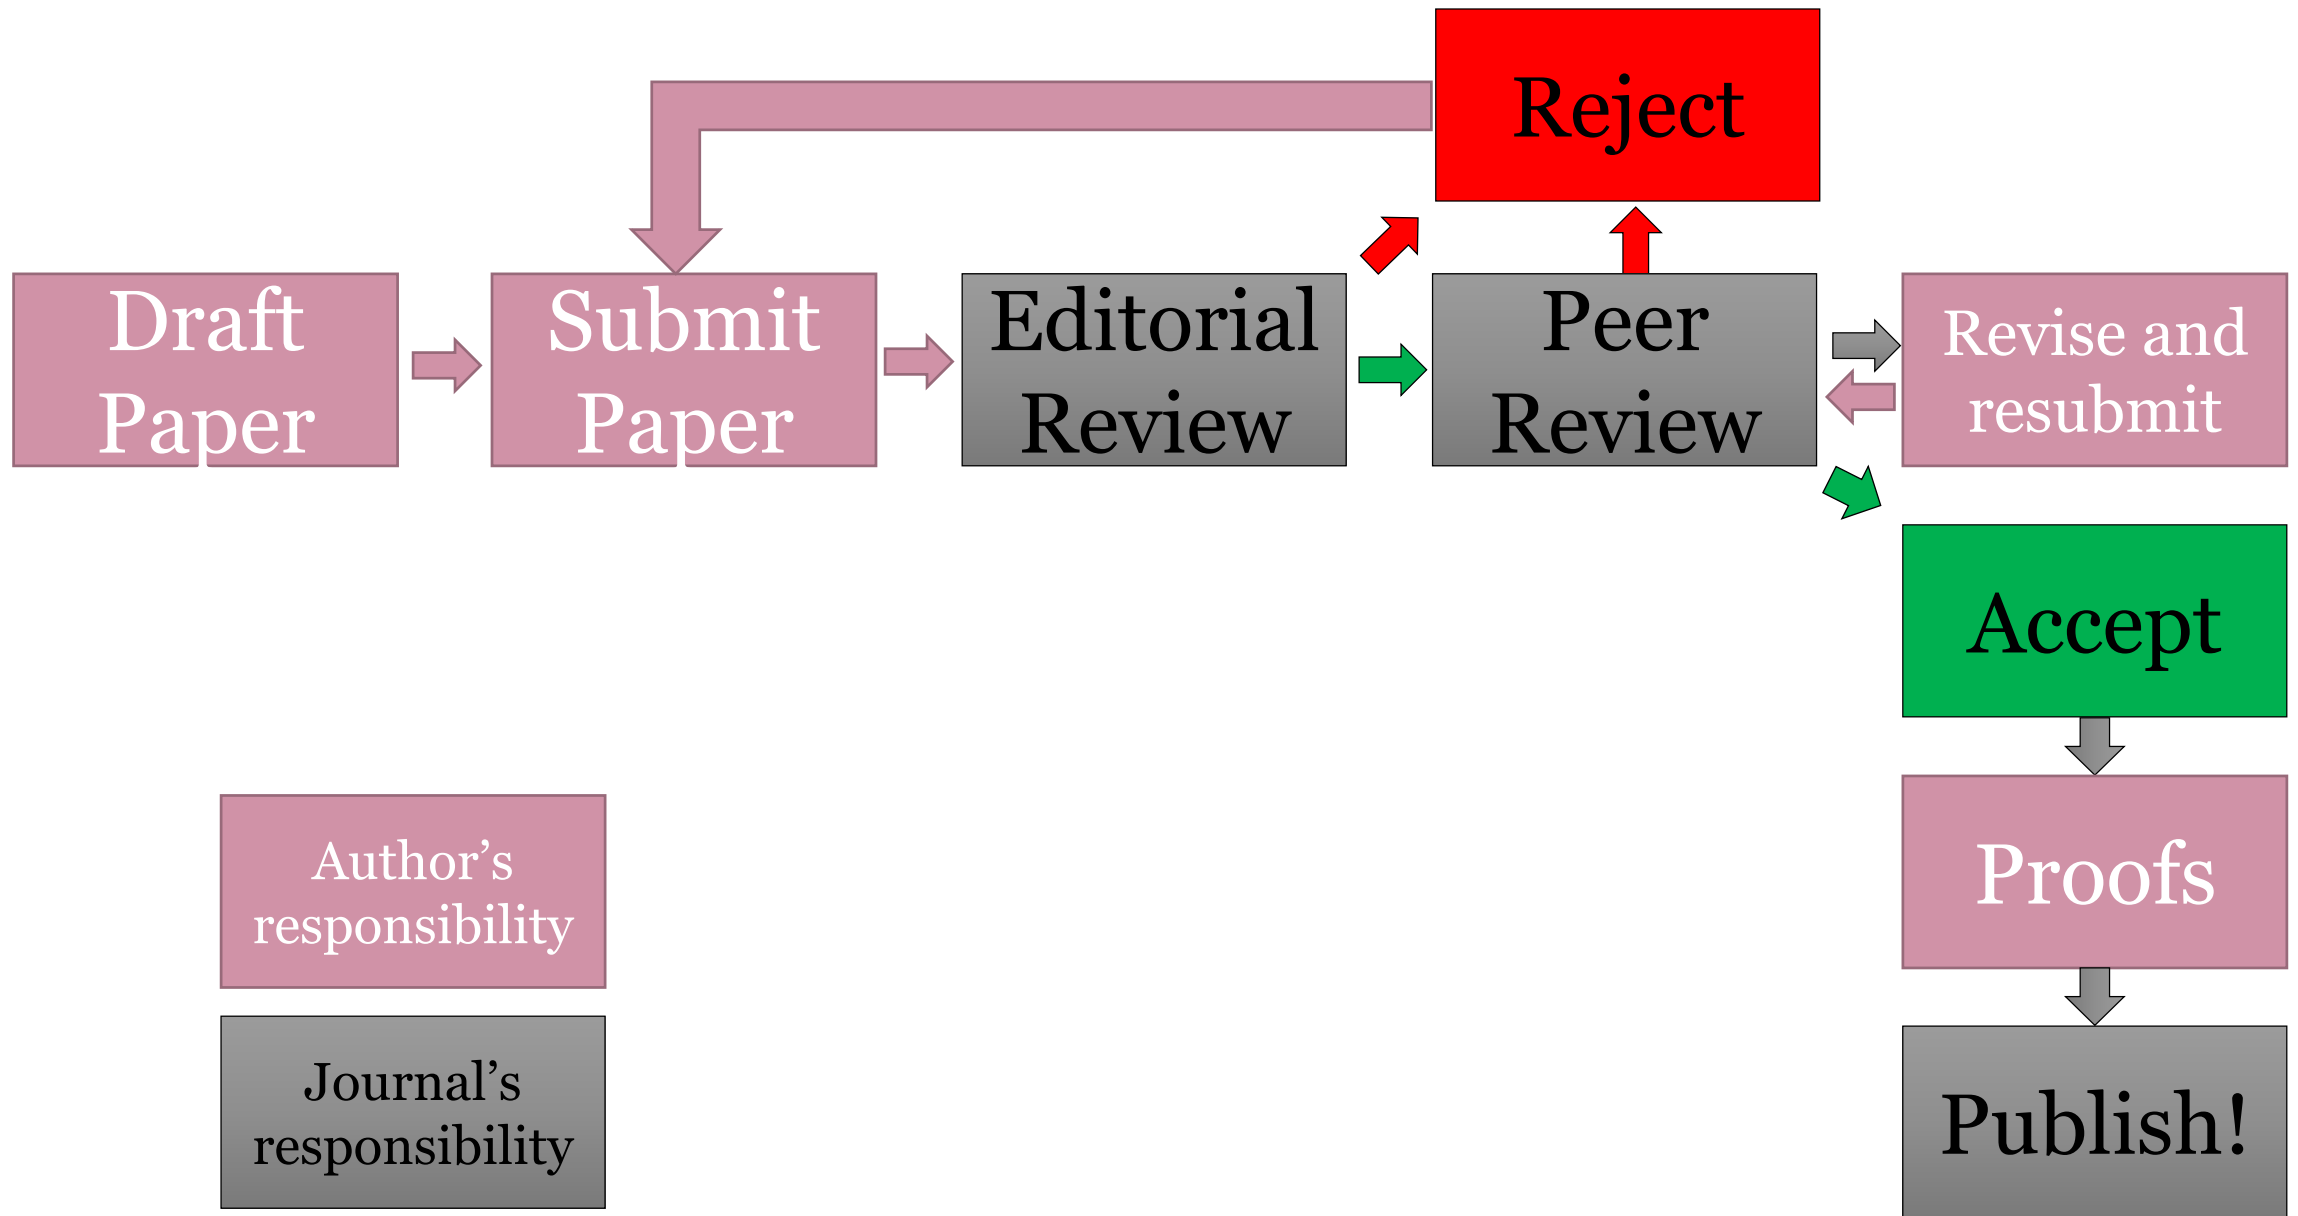 Reject
Draft
Paper
Submit
Paper
Editorial
Review
Peer
Review
Revise and
resubmit
Accept
Proofs
Publish!
Author’s
responsibility
Journal’s
responsibility